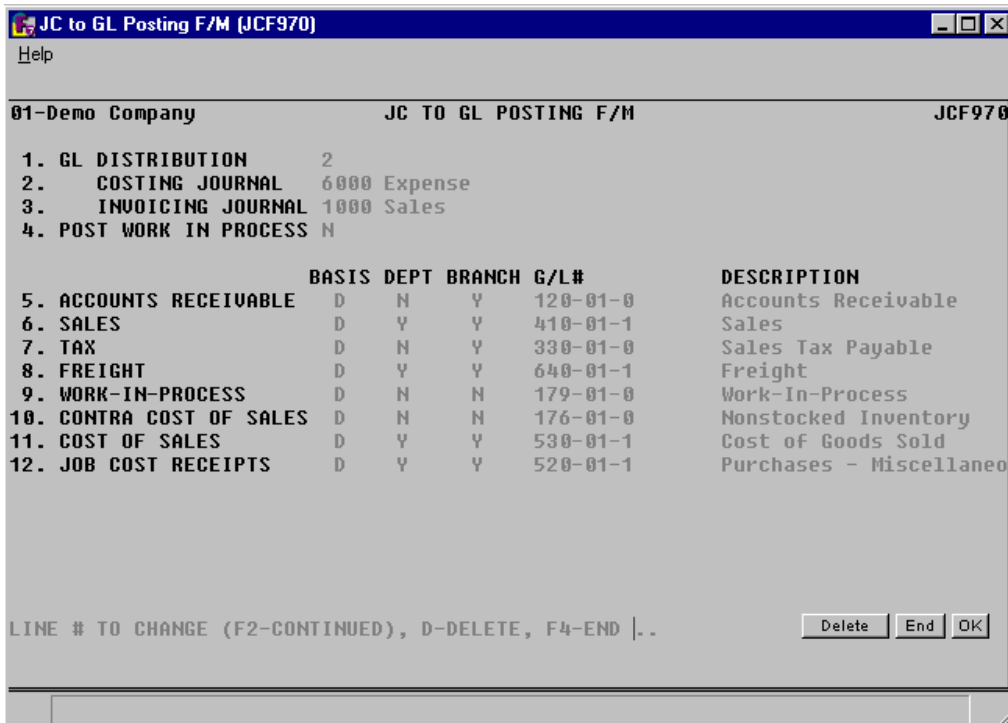 JC to GL Posting F/M (JCF970)
Help
01-Demo Company JC TO GL POSTING F/M JCF970
1. GL DISTRIBUTION 2
2. COSTING JOURNAL 6000 Expense
3. INVOICING JOURNAL 1000 Sales
4. POST WORK IN PROCESS N
BASIS DEPT BRANCH G/L# DESCRIPTION
5. ACCOUNTS RECEIVABLE D N Y 120-01-0 Accounts Receivable
6. SALES D Y Y 410-01-1 Sales
7. TAX D N Y 330-01-0 Sales Tax Payable
8. FREIGHT D Y Y 640-01-1 Freight
9. WORK-IN-PROCESS D N N 179-01-0 Work-In-Process
10. CONTRA COST OF SALES D N N 176-01-0 Nonstocked Inventory
11. COST OF SALES D Y Y 530-01-1 Cost of Goods Sold
12. JOB COST RECEIPTS D Y Y 520-01-1 Purchases - Miscellaneo
LINE # TO CHANGE (F2-CONTINUED), D-DELETE, F4-END .. Delete End OK